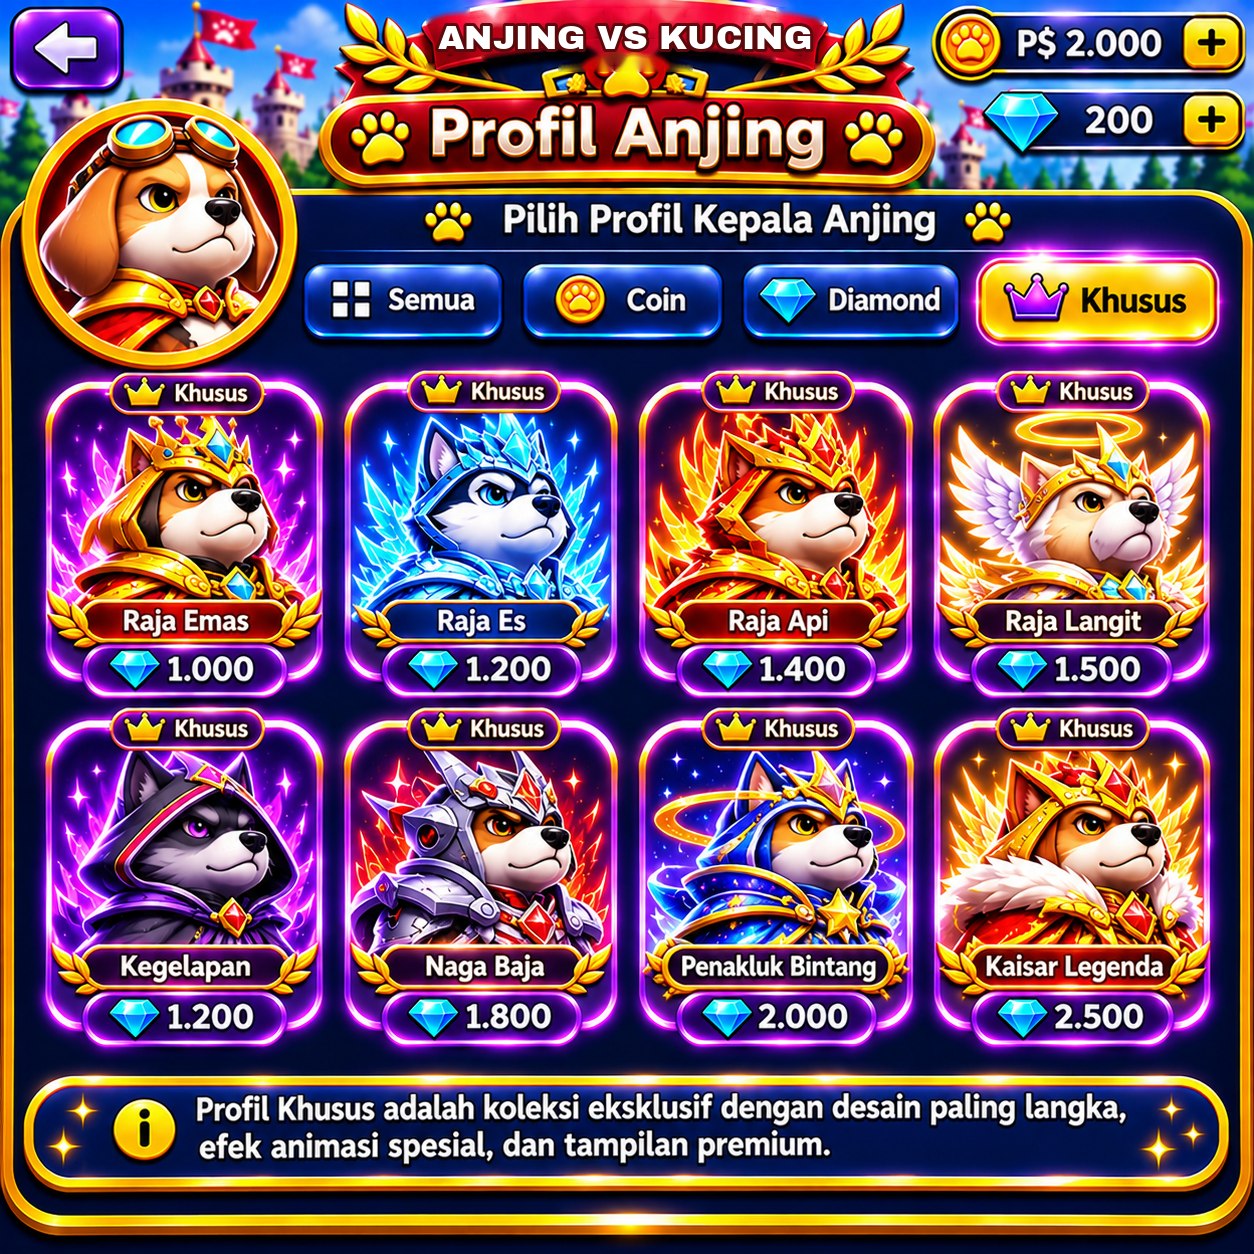 ANJING VS KUCING
P$ 2.000 +
200 +
Profil Anjing
Pilih Profil Kepala Anjing
Semua
Coin
Diamond
Khusus
Khusus
Raja Emas
1.000
Khusus
Raja Es
1.200
Khusus
Raja Api
1.400
Khusus
Raja Langit
1.500
Khusus
Kegelapan
1.200
Khusus
Naga Baja
1.800
Khusus
Penakluk Bintang
2.000
Khusus
Kaisar Legenda
2.500
i
Profil Khusus adalah koleksi eksklusif dengan desain paling langka,
efek animasi spesial, dan tampilan premium.